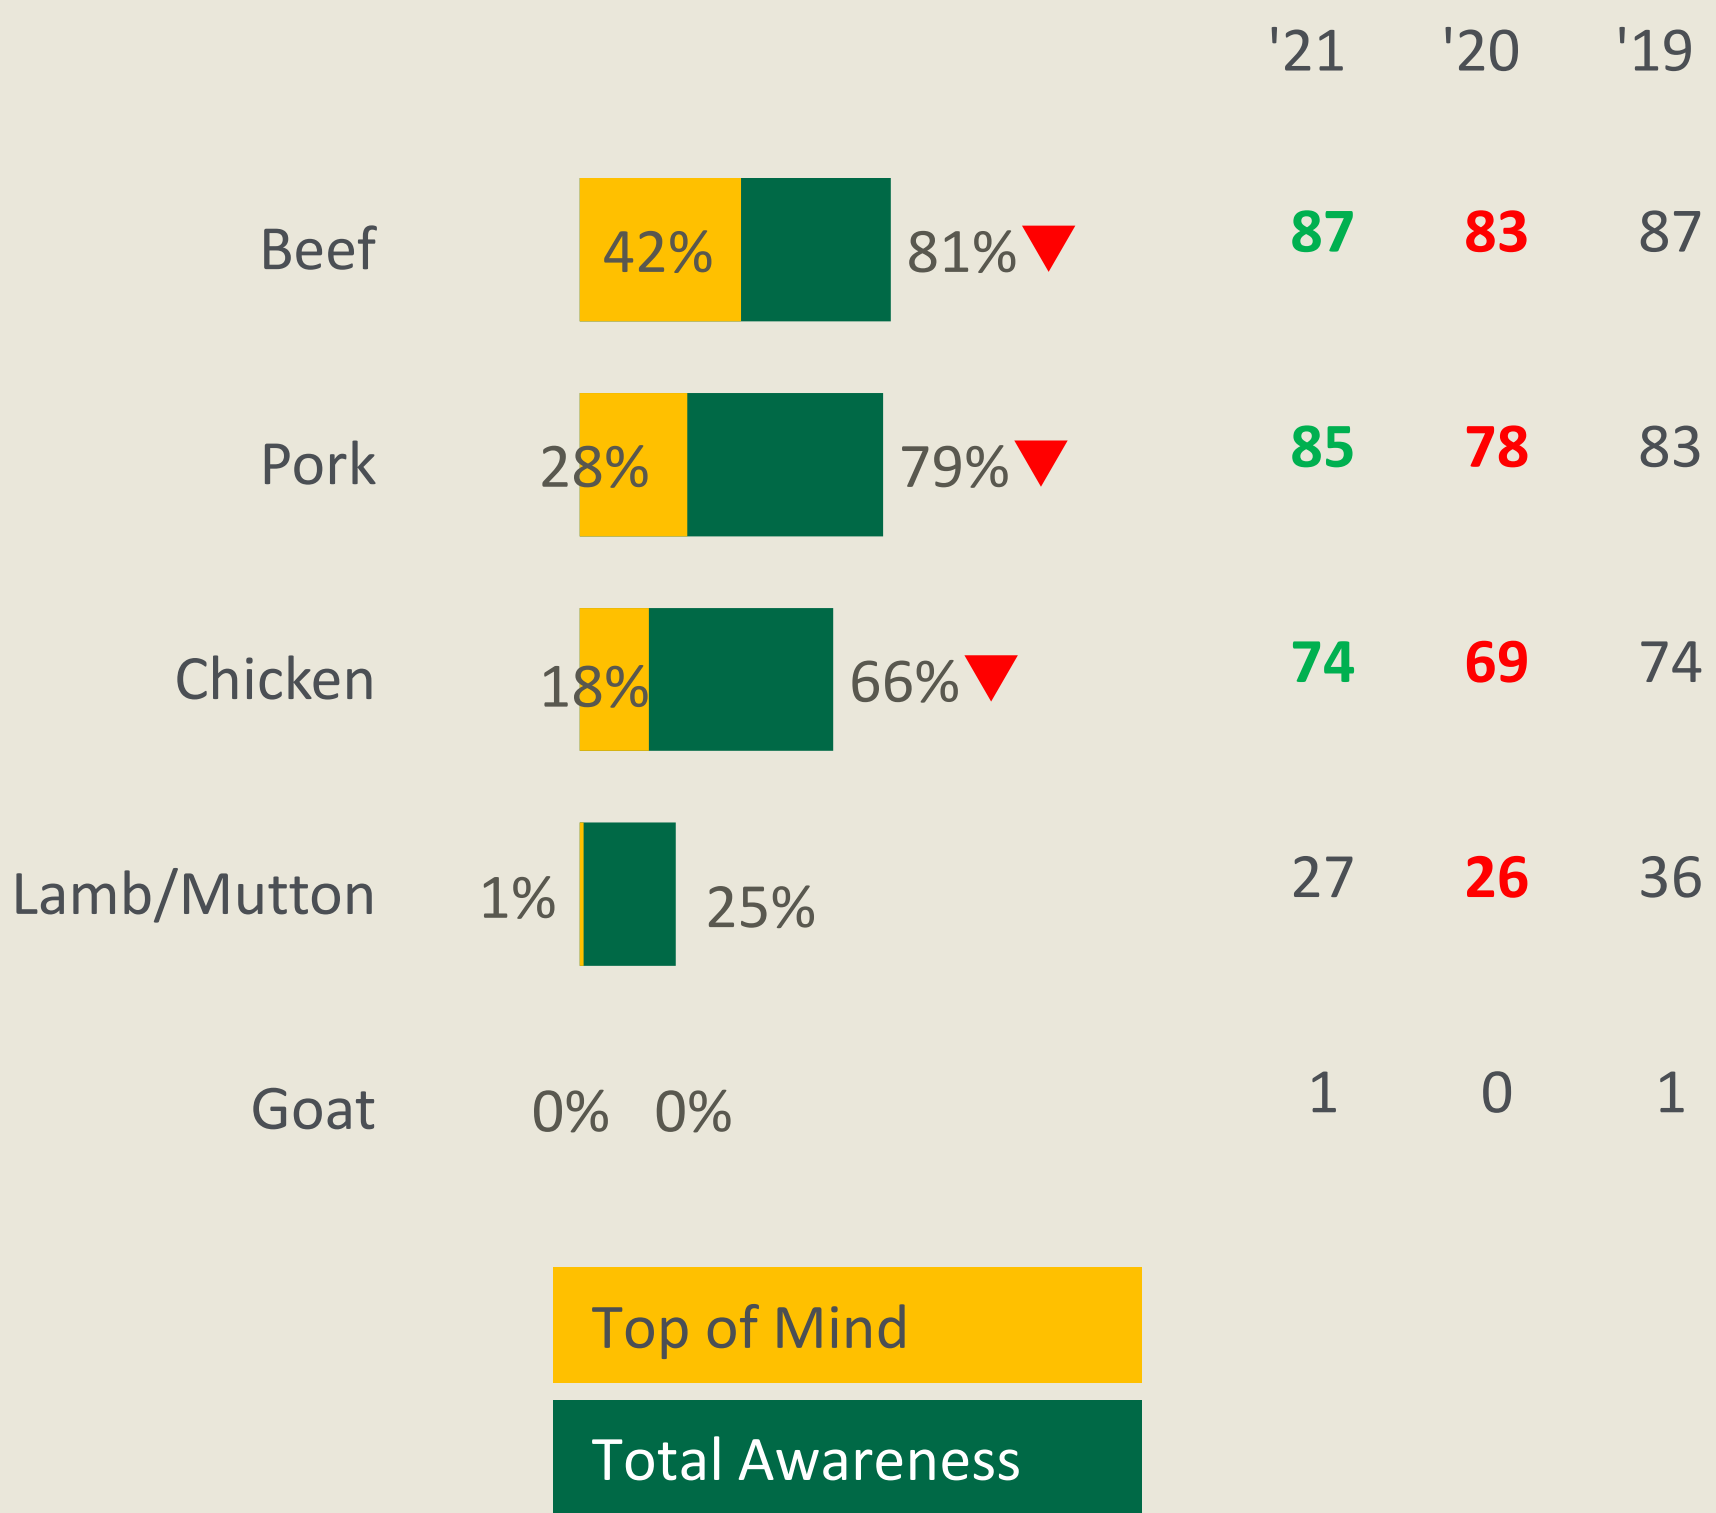 '21 '20 '19
Beef 42% 81% 87 83 87
Pork 28% 79% 85 78 83
Chicken 18% 66% 74 69 74
Lamb/Mutton 1% 25% 27 26 36
Goat 0% 0% 1 0 1
Top of Mind
Total Awareness